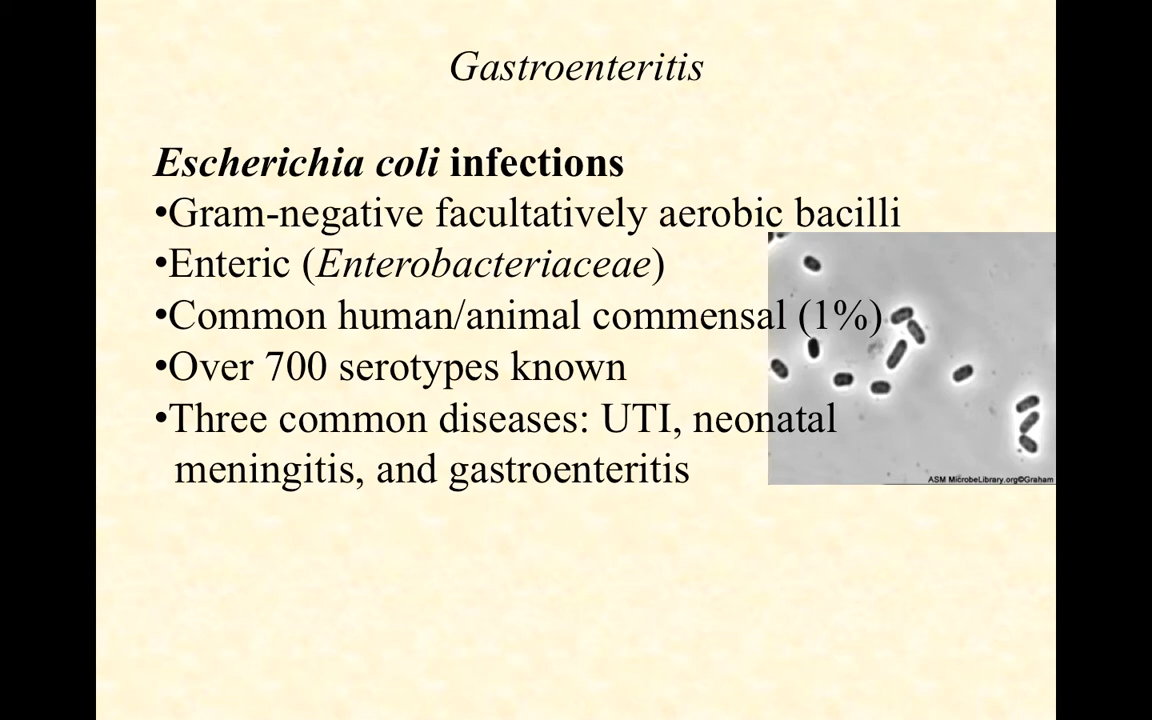 Gastroenteritis
Escherichia coli infections
•Gram-negative facultatively aerobic bacilli
•Enteric (Enterobacteriaceae)
•Common human/animal commensal (1%)
•Over 700 serotypes known
•Three common diseases: UTI, neonatal
meningitis, and gastroenteritis
ASM MicrobeLibrary.org©Graham